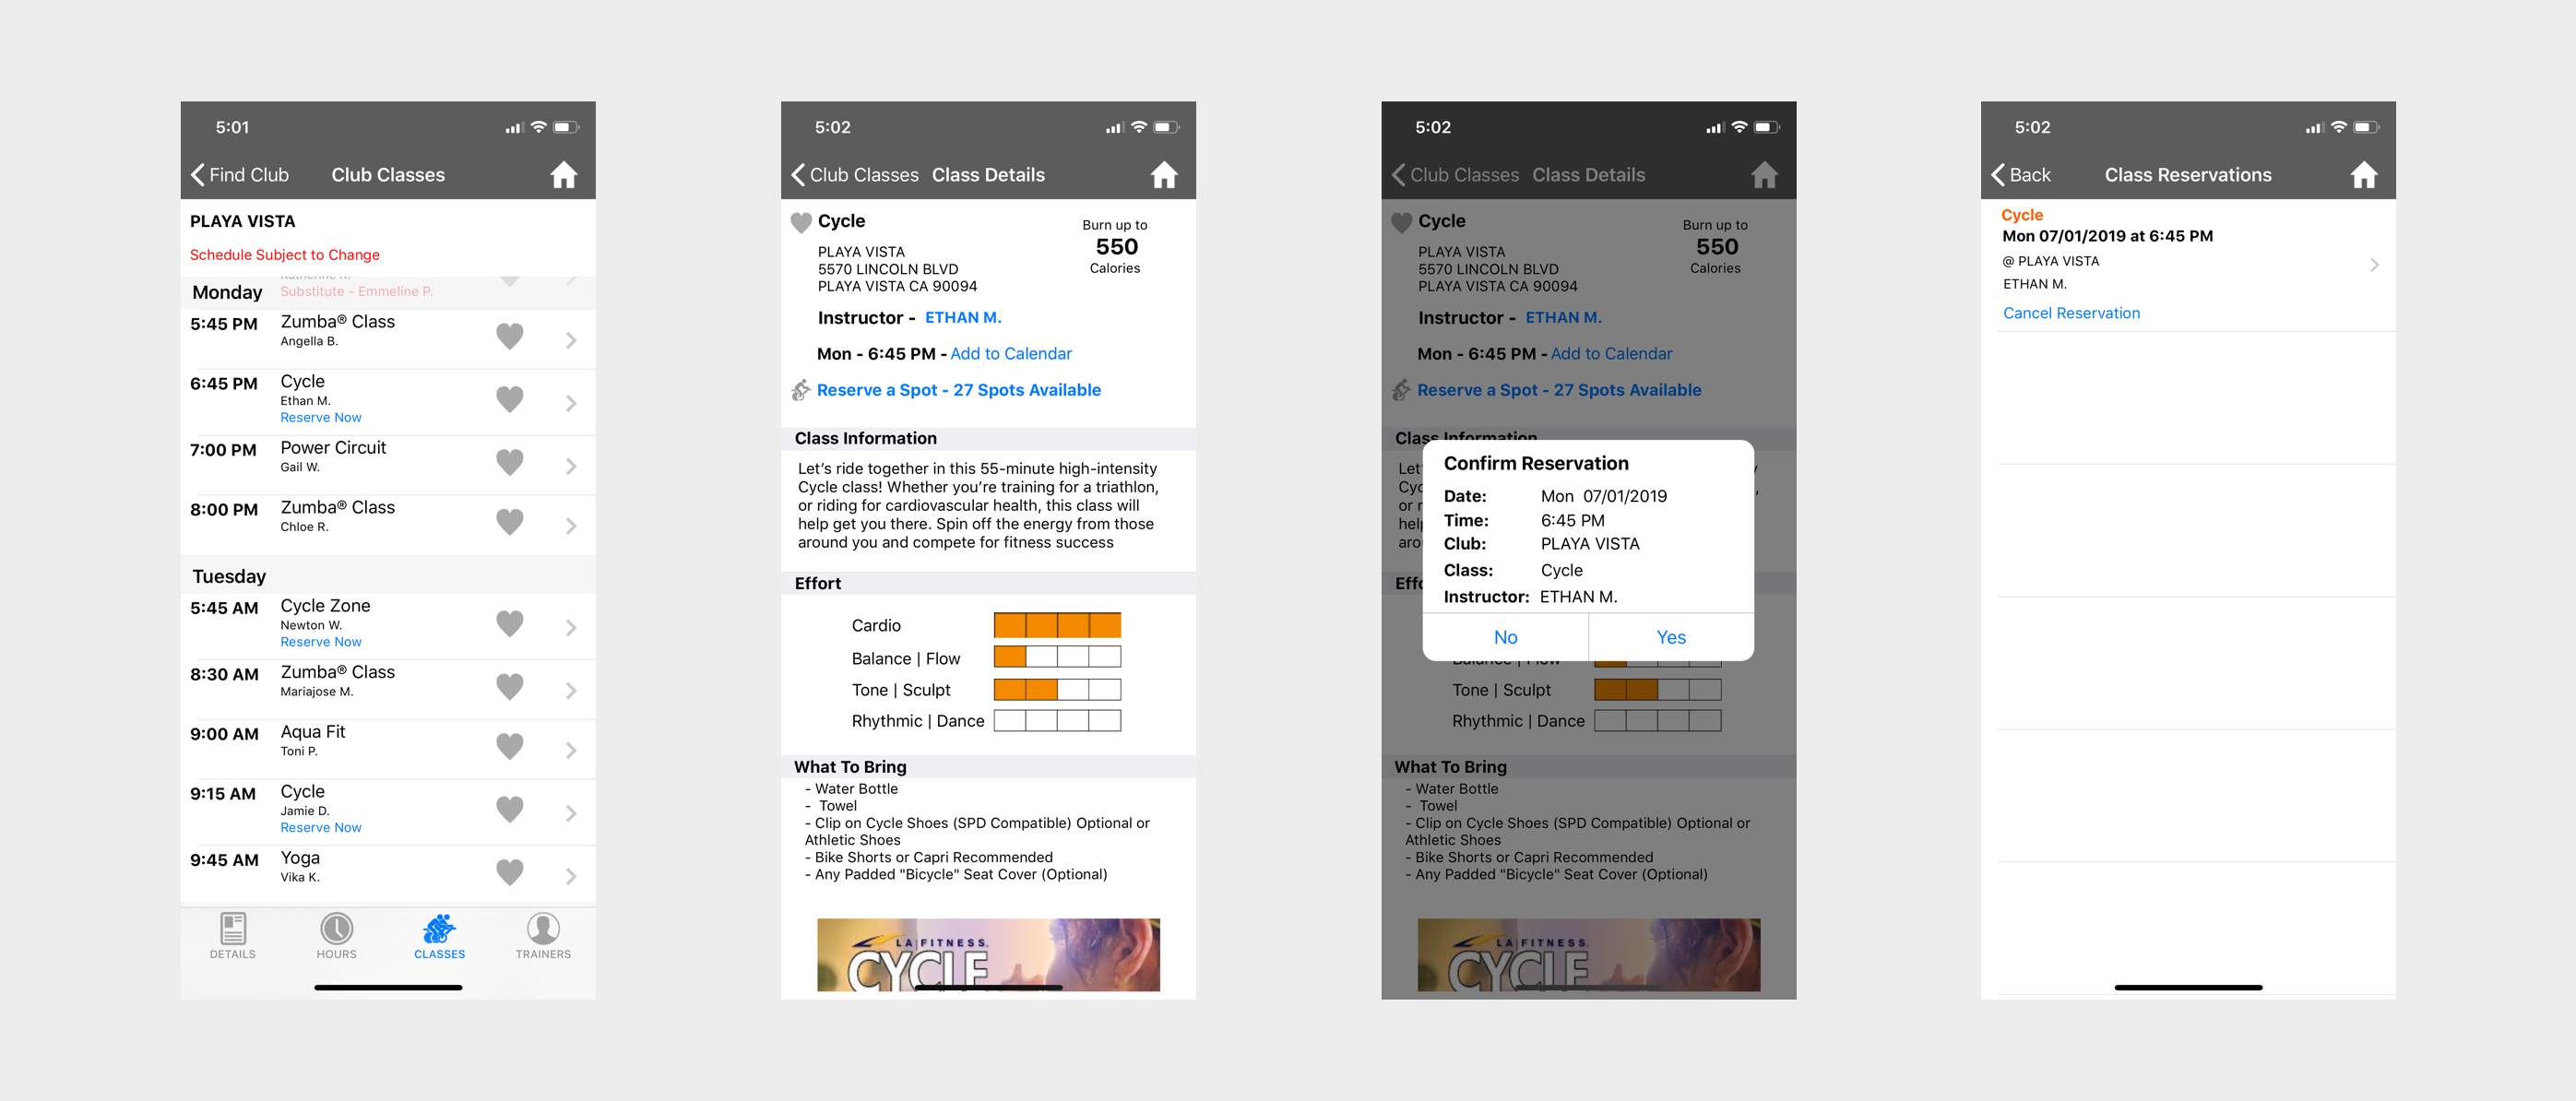 5:01
Find Club
Club Classes
PLAYA VISTA
Schedule Subject to Change
Katherine R.
Monday
Substitute - Emmeline P.
5:45 PM
Zumba® Class
Angella B.
6:45 PM
Cycle
Ethan M.
Reserve Now
7:00 PM
Power Circuit
Gail W.
8:00 PM
Zumba® Class
Chloe R.
Tuesday
5:45 AM
Cycle Zone
Newton W.
Reserve Now
8:30 AM
Zumba® Class
Mariajose M.
9:00 AM
Aqua Fit
Toni P.
9:15 AM
Cycle
Jamie D.
Reserve Now
9:45 AM
Yoga
Vika K.
DETAILS
HOURS
CLASSES
TRAINERS
5:02
Club Classes
Class Details
Cycle
Burn up to
550
Calories
PLAYA VISTA
5570 LINCOLN BLVD
PLAYA VISTA CA 90094
Instructor - ETHAN M.
Mon - 6:45 PM - Add to Calendar
Reserve a Spot - 27 Spots Available
Class Information
Let's ride together in this 55-minute high-intensity
Cycle class! Whether you're training for a triathlon,
or riding for cardiovascular health, this class will
help get you there. Spin off the energy from those
around you and compete for fitness success
Effort
Cardio
Balance | Flow
Tone | Sculpt
Rhythmic | Dance
What To Bring
- Water Bottle
- Towel
- Clip on Cycle Shoes (SPD Compatible) Optional or
Athletic Shoes
- Bike Shorts or Capri Recommended
- Any Padded "Bicycle" Seat Cover (Optional)
LA FITNESS.
CYCLE
5:02
Club Classes
Class Details
Cycle
Burn up to
550
Calories
PLAYA VISTA
5570 LINCOLN BLVD
PLAYA VISTA CA 90094
Instructor - ETHAN M.
Mon - 6:45 PM - Add to Calendar
Reserve a Spot - 27 Spots Available
Class Information
Confirm Reservation
Date: Mon 07/01/2019
Time: 6:45 PM
Club: PLAYA VISTA
Class: Cycle
Instructor: ETHAN M.
No
Yes
Balance | Flow
Tone | Sculpt
Rhythmic | Dance
What To Bring
- Water Bottle
- Towel
- Clip on Cycle Shoes (SPD Compatible) Optional or
Athletic Shoes
- Bike Shorts or Capri Recommended
- Any Padded "Bicycle" Seat Cover (Optional)
LA FITNESS.
CYCLE
5:02
Back
Class Reservations
Cycle
Mon 07/01/2019 at 6:45 PM
@ PLAYA VISTA
ETHAN M.
Cancel Reservation